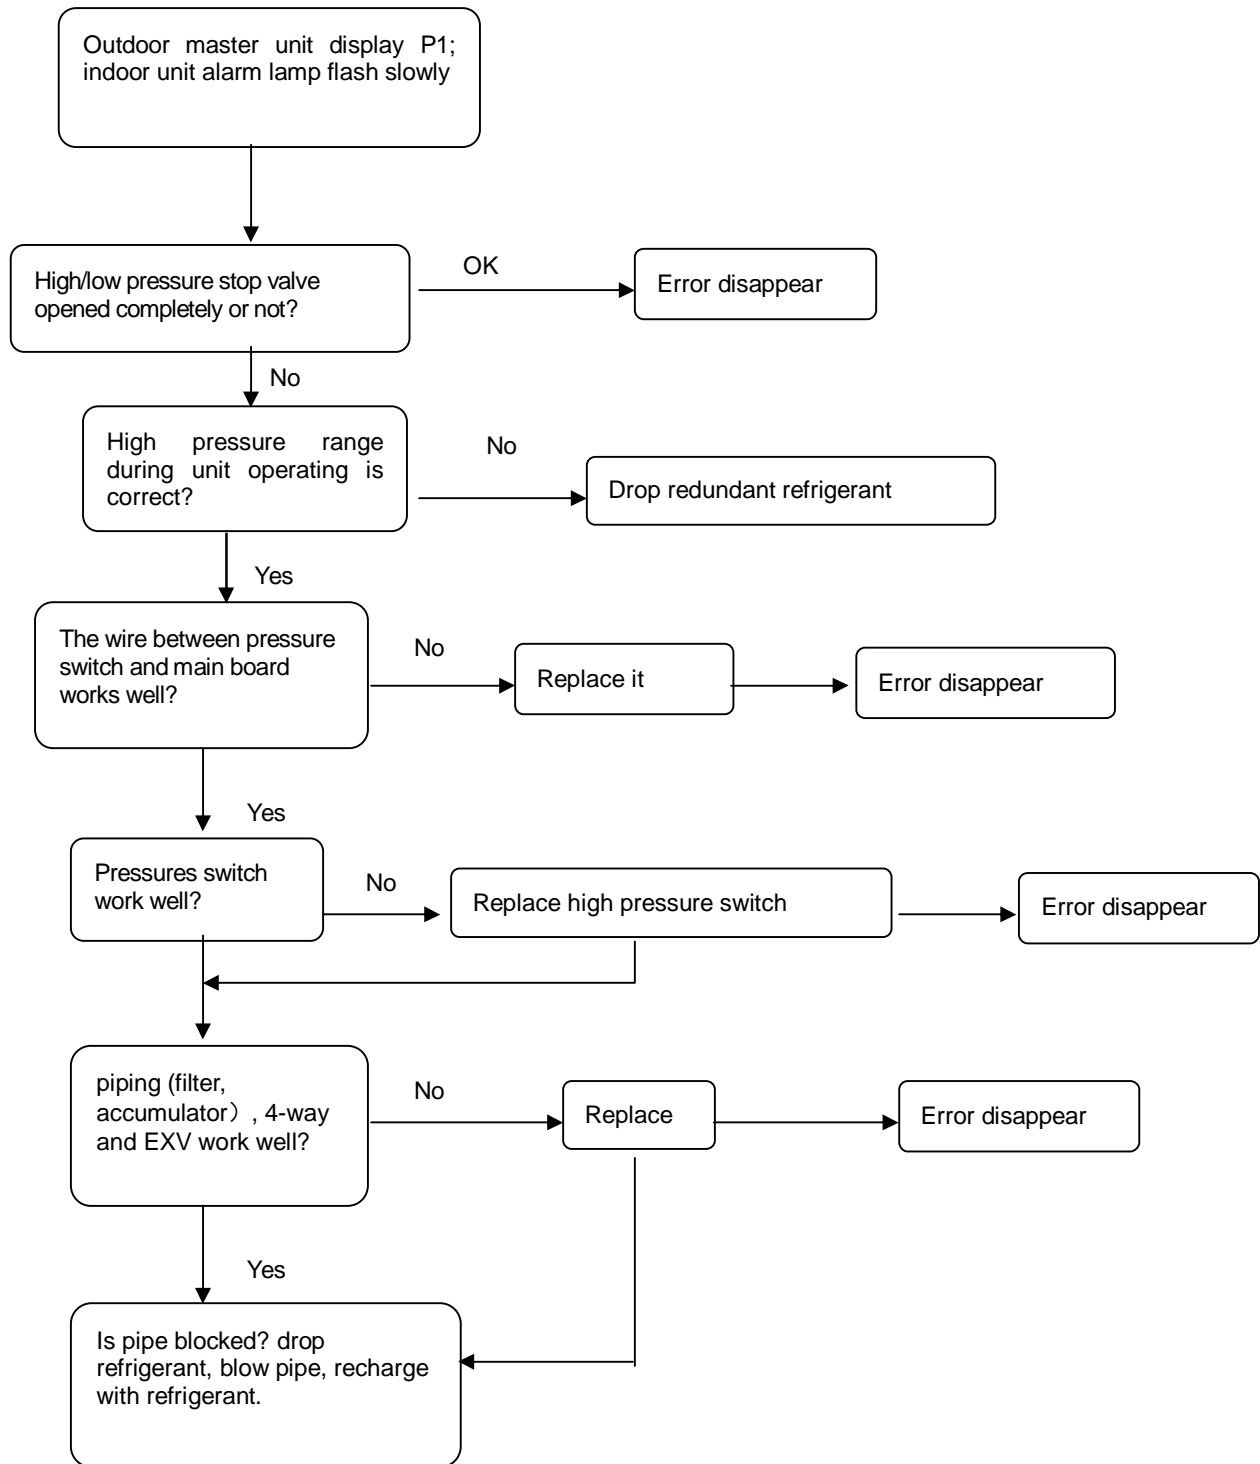 Outdoor master unit display P1;
indoor unit alarm lamp flash slowly
High/low pressure stop valve
opened completely or not?
OK
Error disappear
No
High pressure range
during unit operating is
correct?
No
Drop redundant refrigerant
Yes
The wire between pressure
switch and main board
works well?
No
Replace it
Error disappear
Yes
Pressures switch
work well?
No
Replace high pressure switch
Error disappear
piping (filter,
accumulator）, 4-way
and EXV work well?
No
Replace
Error disappear
Yes
Is pipe blocked? drop
refrigerant, blow pipe, recharge
with refrigerant.